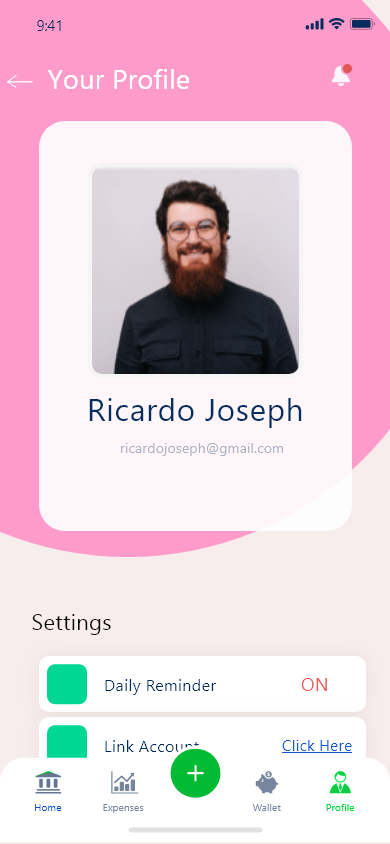 9:41
Your Profile
Ricardo Joseph
ricardojoseph@gmail.com
Settings
Daily Reminder ON
Link Account Click Here
Home Expenses Wallet Profile